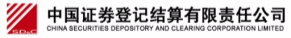 中国证券登记结算有限责任公司
CHINA SECURITIES DEPOSITORY AND CLEARING CORPORATION LIMITED
SD&C